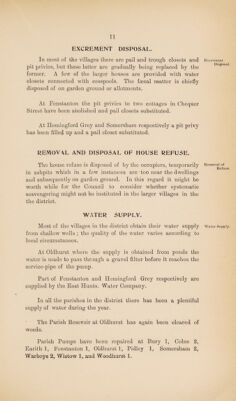 11
EXCREMENT DISPOSAL.
In most of the villages there are pail and trough closets and
Excrement
Disposal
pit privies, but these latter are gradually being replaced by the
former. A few of the larger houses are provided with water
closets connected with cesspools. The faecal matter is chiefly
disposed of on garden ground or allotments.
At Fenstanton the pit privies to two cottages in Chequer
Street have been abolished and pail closets substituted.
At Hemingford Grey and Somersham respectively a pit privy
has been filled up and a pail closet substituted.
REMOVAL AND DISPOSAL OF HOUSE REFUSE.
The house refuse is disposed of by the occupiers, temporarily
Removal of
Refuse
in ashpits which in a few instances are too near the dwellings
and subsequently on garden ground. In this regard it might be
worth while for the Council to consider whether systematic
scavengering might not be instituted in the larger villages in
the district.
WATER SUPPLY.
Most of the villages in the district obtain their water supply
Water Supply.
from shallow wells; the quality of the water varies according to
local circumstances.
At Oldhurst where the supply is obtained from ponds the
water is made to pass through a gravel filter before it reaches the
service-pipe of the pump.
Part of Fenstanton and Hemingford Grey respectively are
supplied by the East Hunts. Water Company.
In all the parishes in the district there has been a plentiful
supply of water during the year.
The Parish Reservoir at Oldhurst has again been cleared of
weeds.
Parish Pumps have been repaired at Bury 1, Colne 2,
Earith 1, Fenstanton 1, Oldhurst 1, Pidley 1, Somersham 2,
Warboys 2, Wistow 1, and Woodhurst 1.